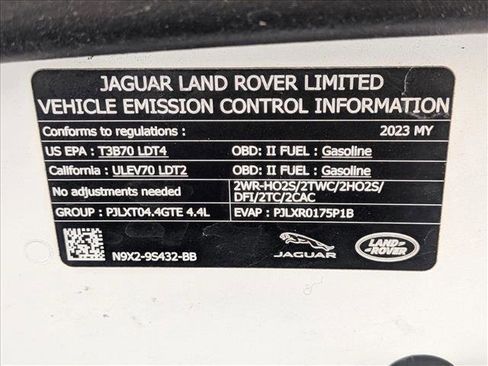 JAGUAR LAND ROVER LIMITED
VEHICLE EMISSION CONTROL INFORMATION
Conforms to regulations : 2023 MY
US EPA : T3B70 LDT4 OBD: II FUEL : Gasoline
California : ULEV70 LDT2 OBD: II FUEL : Gasoline
No adjustments needed 2WR-HO2S/2TWC/2HO2S/
DFI/2TC/2CAC
GROUP : PJLXT04.4GTE 4.4L EVAP : PJLXR0175P1B
N9X2-9S432-BB JAGUAR LAND ROVER